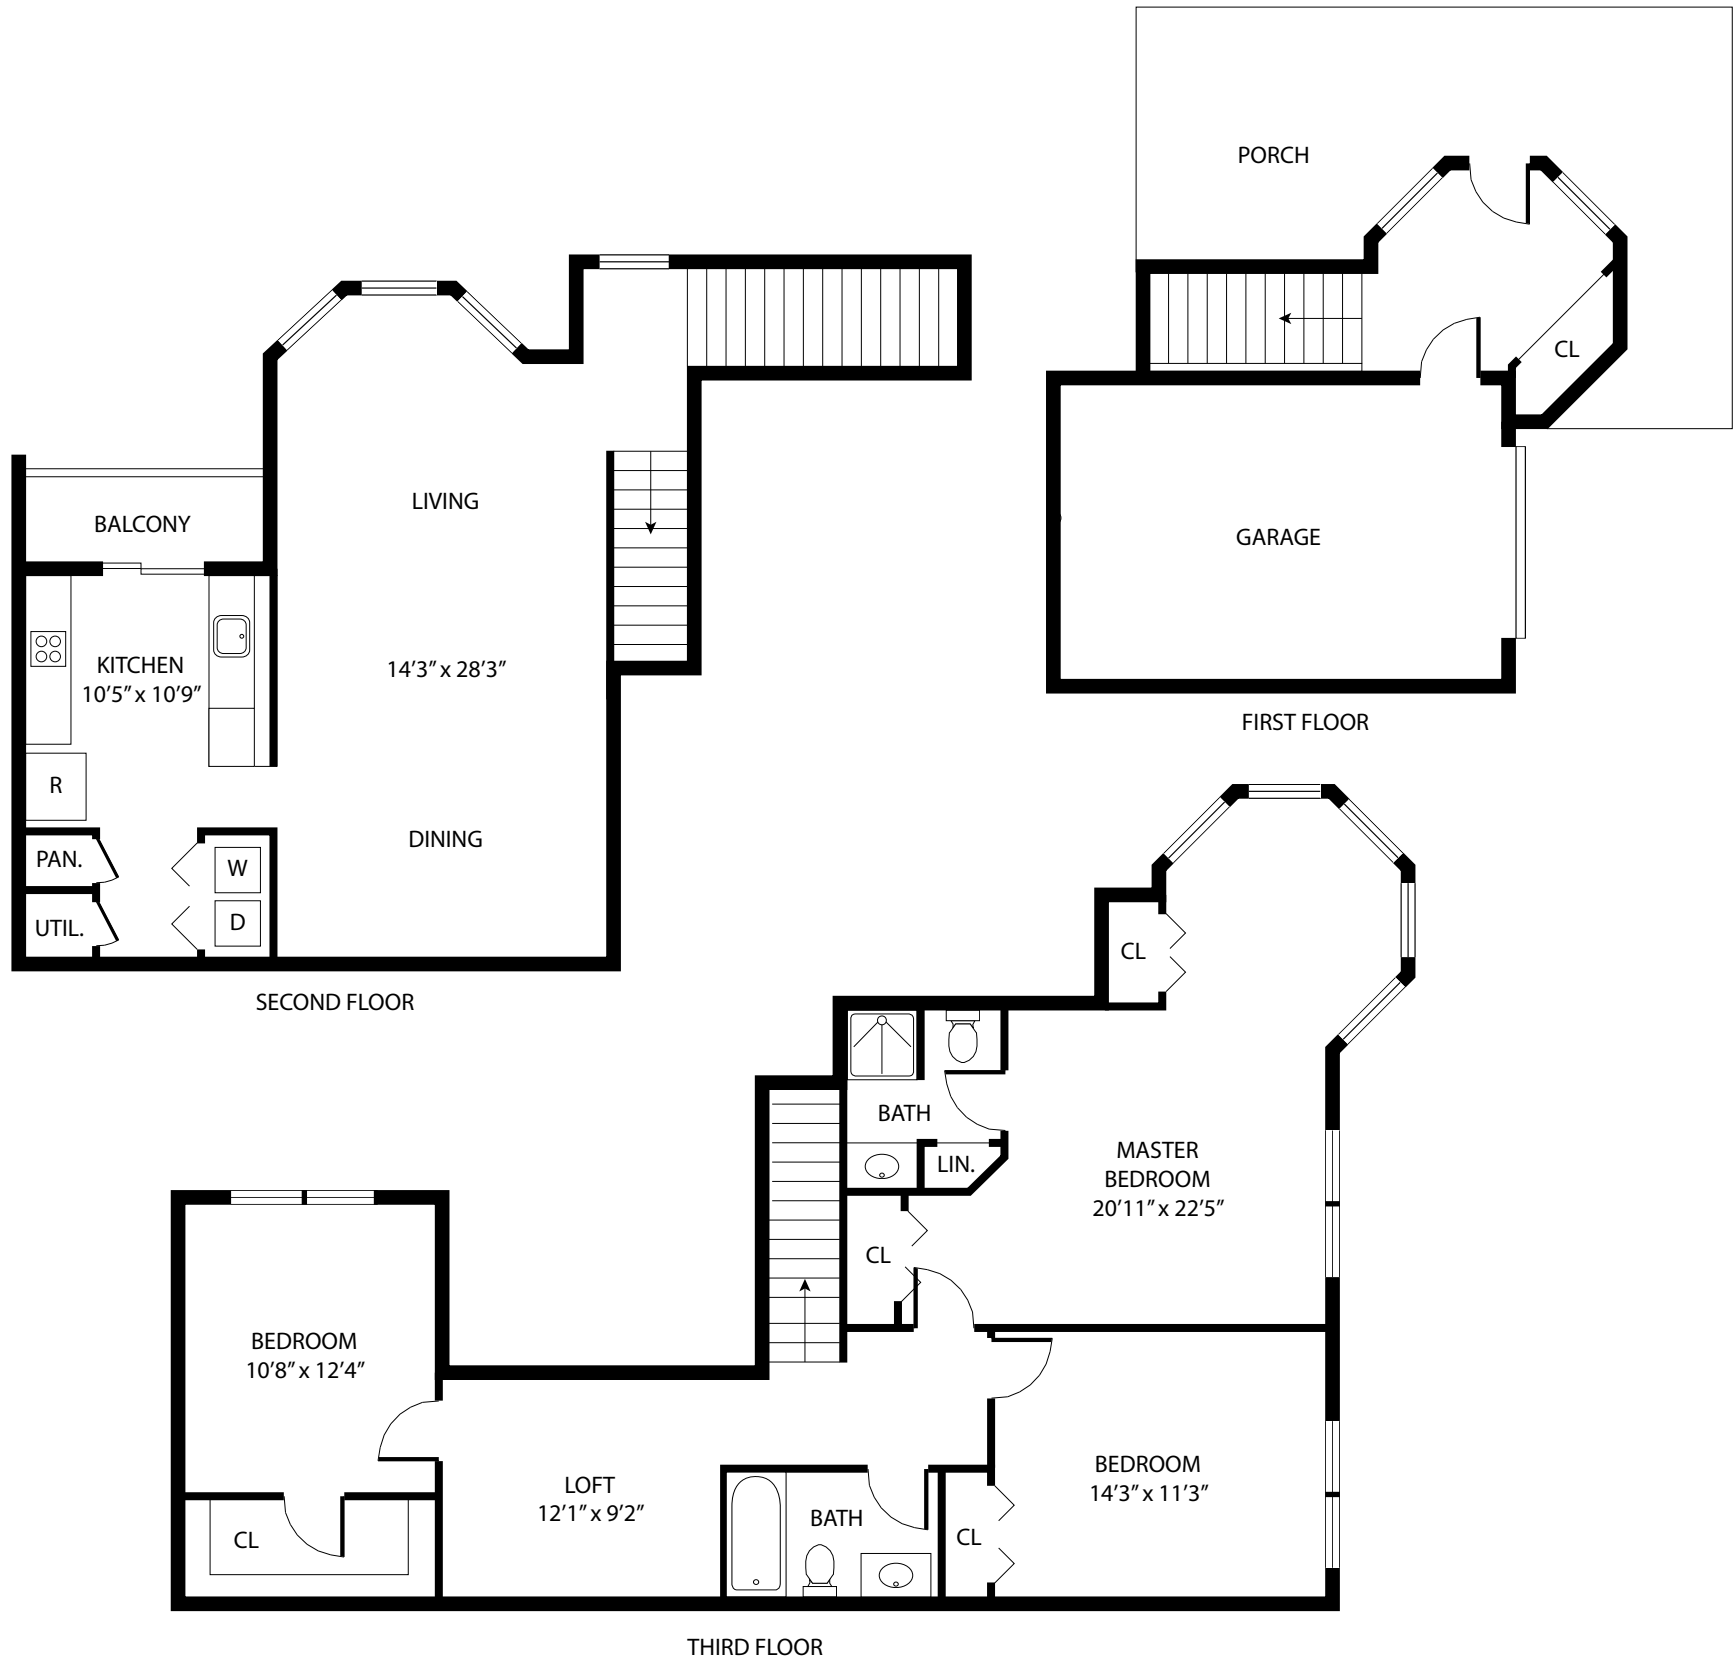 PORCH
CL
GARAGE
FIRST FLOOR
LIVING
BALCONY
KITCHEN
10’5” x 10’9”
14’3” x 28’3”
R
DINING
PAN.
W
UTIL.
D
SECOND FLOOR
CL
BATH
LIN.
MASTER
BEDROOM
20’11” x 22’5”
CL
BEDROOM
10’8” x 12’4”
LOFT
12’1” x 9’2”
BEDROOM
14’3” x 11’3”
BATH
CL
CL
THIRD FLOOR